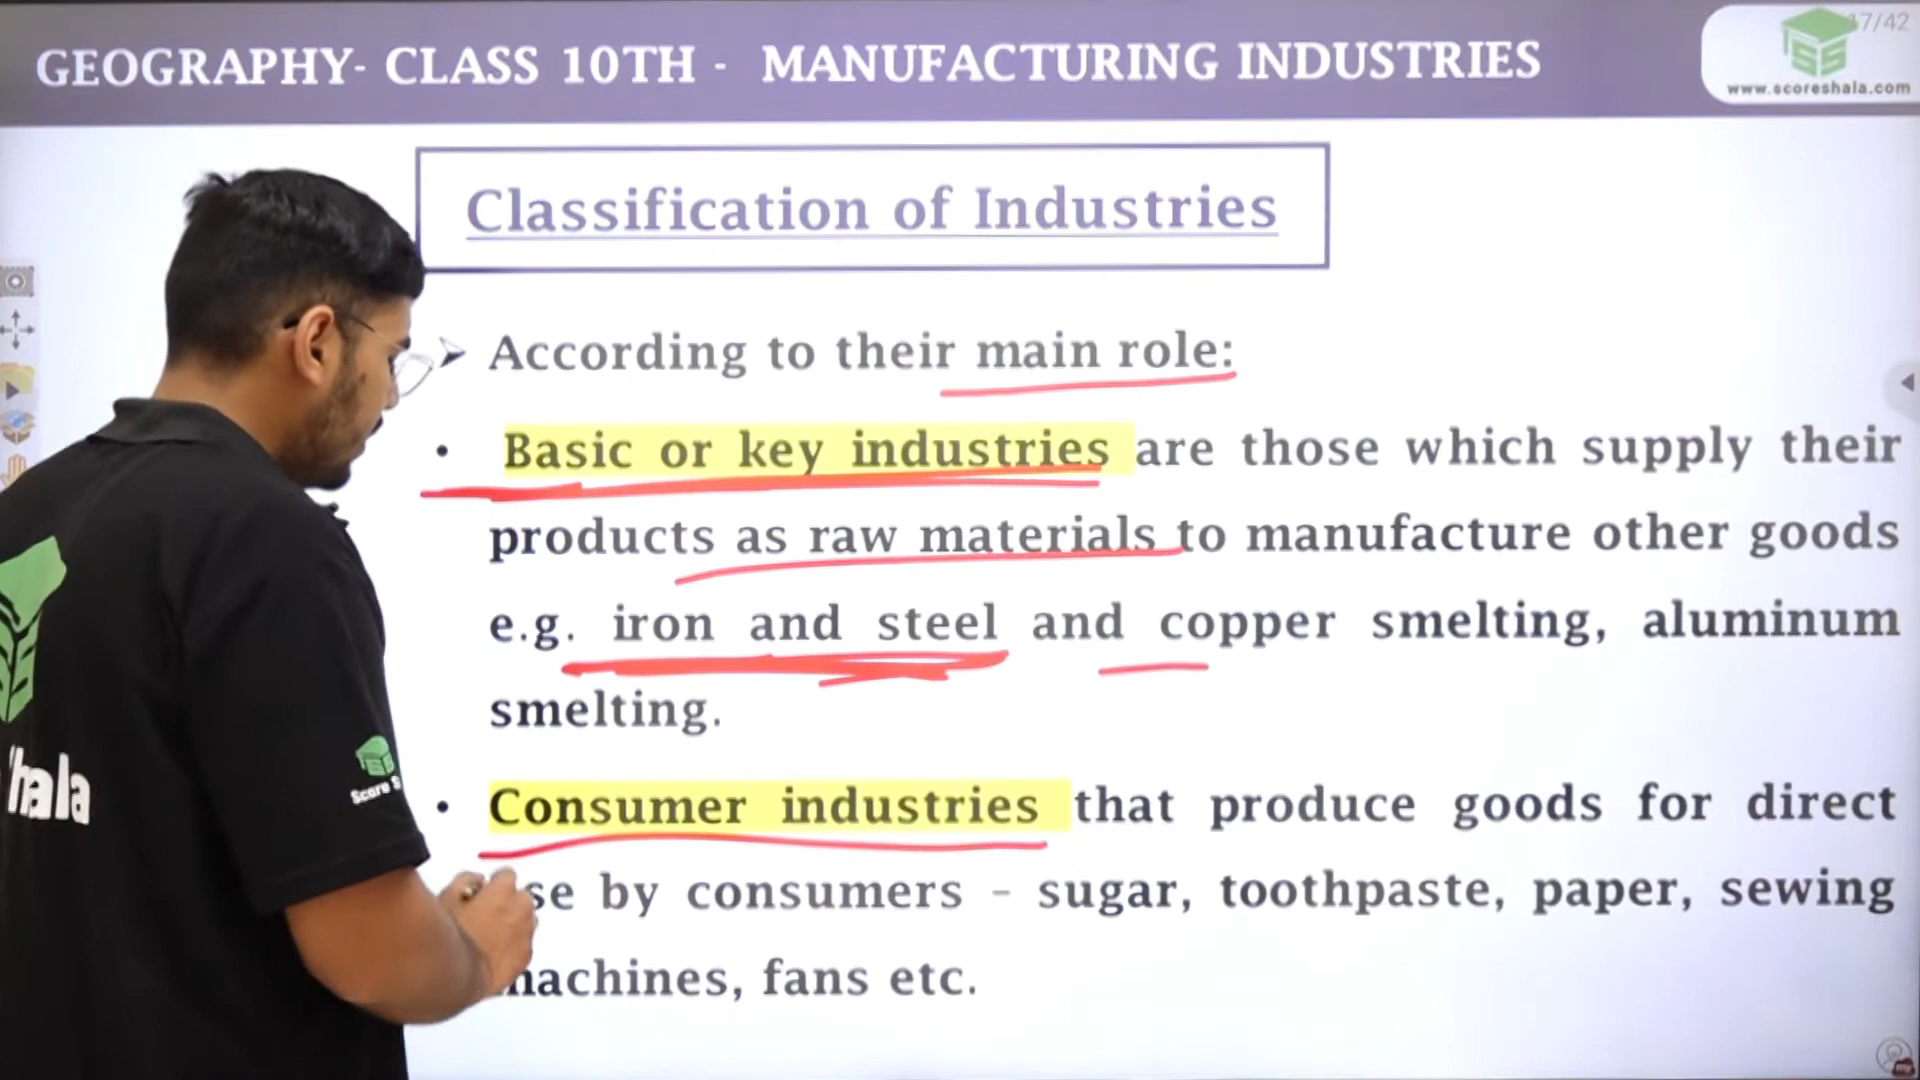 GEOGRAPHY- CLASS 10TH - MANUFACTURING INDUSTRIES
17/42
www.scoreshala.com
Classification of Industries
➤ According to their main role:
• Basic or key industries are those which supply their
products as raw materials to manufacture other goods
e.g. iron and steel and copper smelting, aluminum
smelting.
• Consumer industries that produce goods for direct
se by consumers – sugar, toothpaste, paper, sewing
achines, fans etc.
hala
Score S